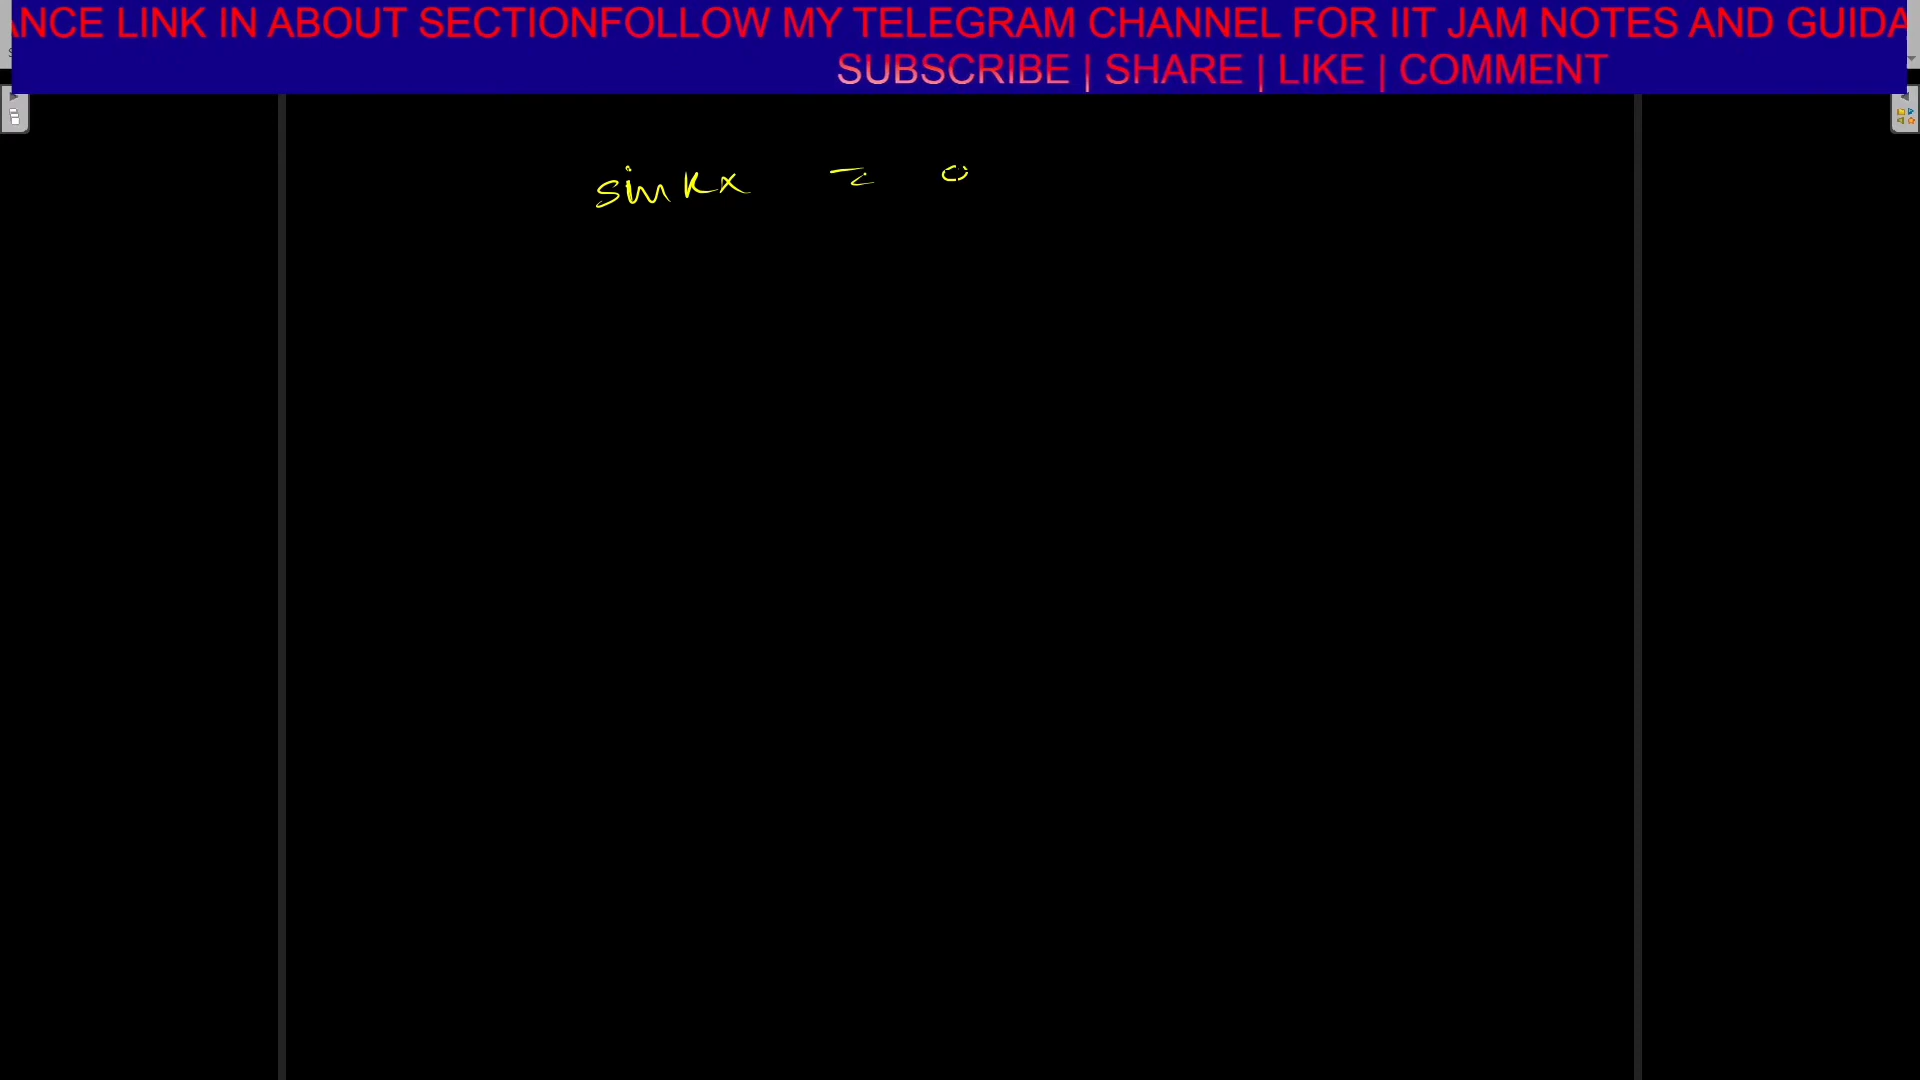 ANCE LINK IN ABOUT SECTIONFOLLOW MY TELEGRAM CHANNEL FOR IIT JAM NOTES AND GUIDA
SUBSCRIBE | SHARE | LIKE | COMMENT
sin kx = 0